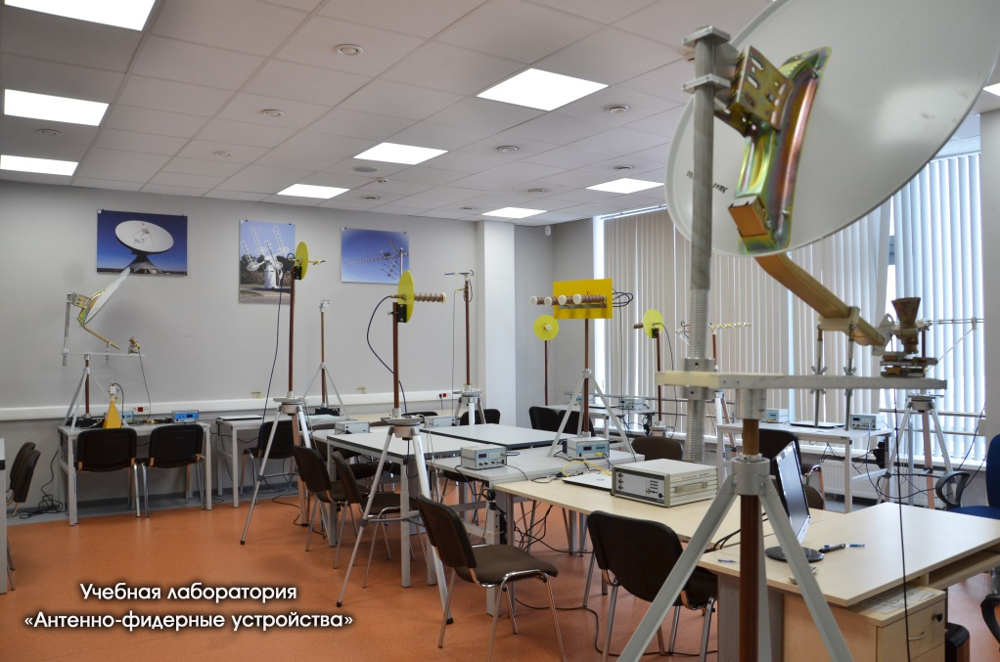 Учебная лаборатория
«Антенно-фидерные устройства»